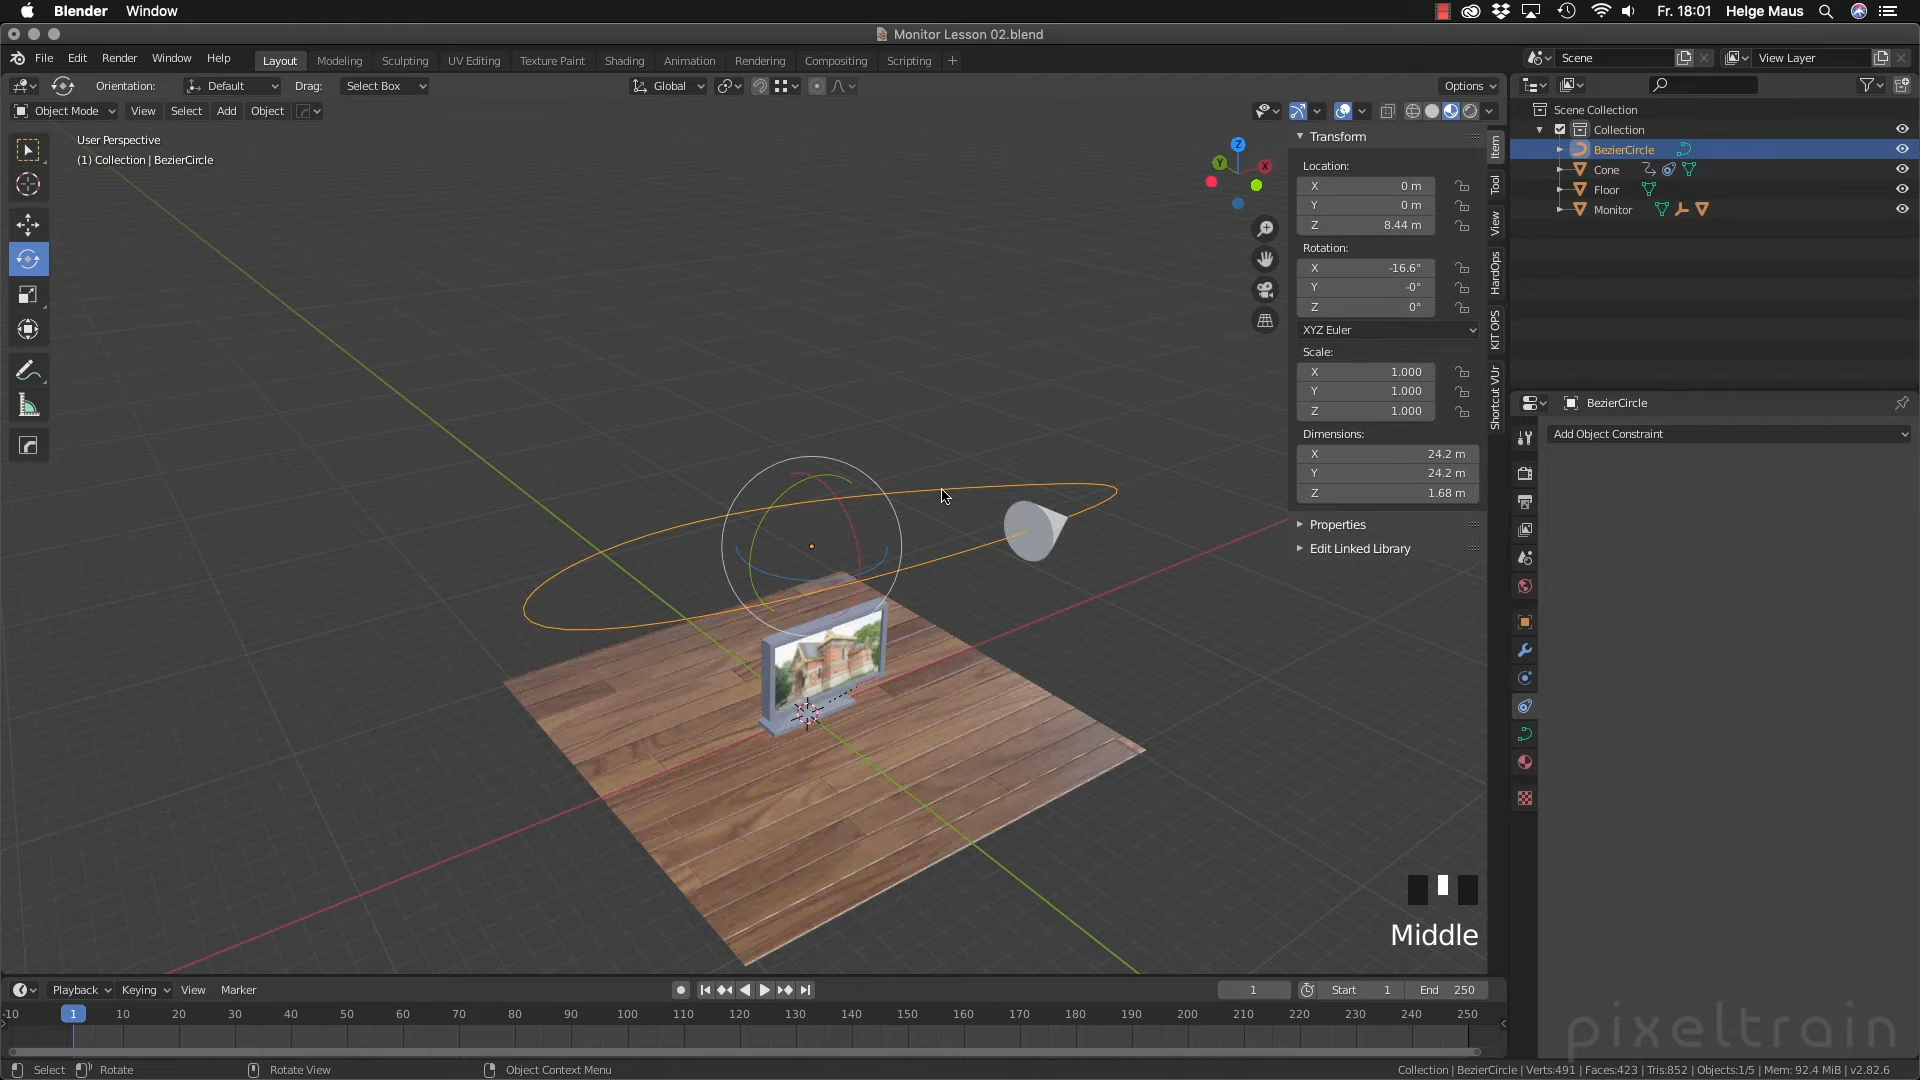 Blender Window Fr. 18:01 Helge Maus
Monitor Lesson 02.blend
File Edit Render Window Help Layout Modeling Sculpting UV Editing Texture Paint Shading Animation Rendering Compositing Scripting + Scene View Layer
Orientation: Default Drag: Select Box Global Options
Object Mode View Select Add Object
User Perspective
(1) Collection | BezierCircle
Z
Y
X
Transform
Location:
X 0 m
Y 0 m
Z 8.44 m
Rotation:
X -16.6°
Y -0°
Z 0°
XYZ Euler
Scale:
X 1.000
Y 1.000
Z 1.000
Dimensions:
X 24.2 m
Y 24.2 m
Z 1.68 m
Properties
Edit Linked Library
Item
Tool
View
HardOps
KIT OPS
Shortcut VUr
Scene Collection
Collection
BezierCircle
Cone
Floor
Monitor
BezierCircle
Add Object Constraint
Middle
Playback Keying View Marker 1 Start 1 End 250
-10 1 10 20 30 40 50 60 70 80 90 100 110 120 130 140 150 160 170 180 190 200 210 220 230 240 250
pixeltrain
Select Rotate Rotate View Object Context Menu Collection | BezierCircle | Verts:491 | Faces:423 | Tris:852 | Objects:1/5 | Mem: 92.4 MiB | v2.82.6